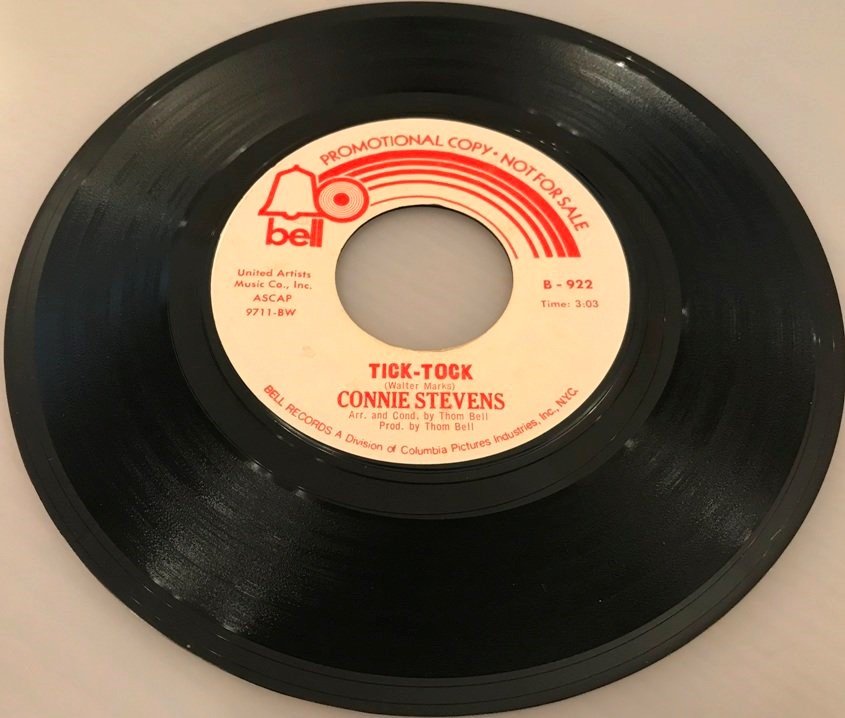 PROMOTIONAL COPY • NOT FOR SALE
bell
United Artists
Music Co., Inc.
ASCAP
9711-BW
B - 922
Time: 3:03
TICK-TOCK
(Walter Marks)
CONNIE STEVENS
Arr. and Cond. by Thom Bell
Prod. by Thom Bell
BELL RECORDS A Division of Columbia Pictures Industries, Inc., N.Y.C.